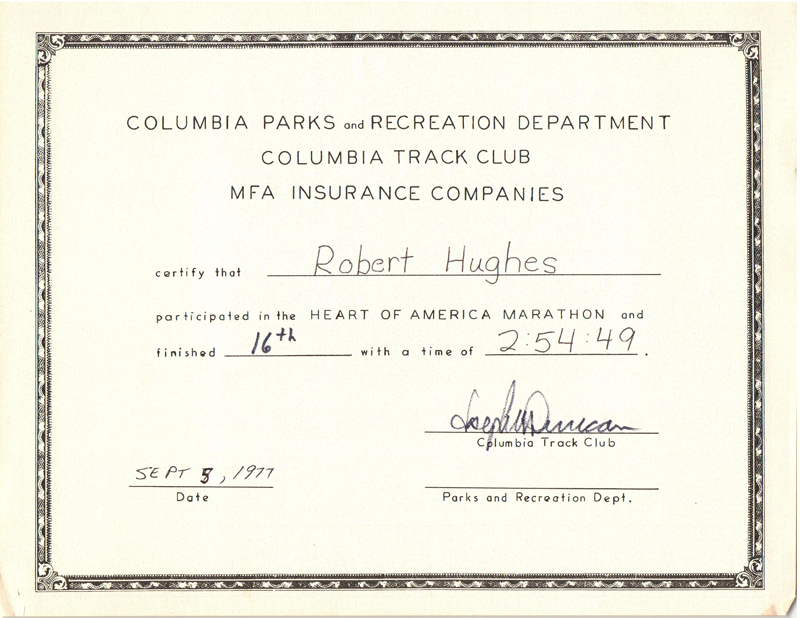 COLUMBIA PARKS and RECREATION DEPARTMENT
COLUMBIA TRACK CLUB
MFA INSURANCE COMPANIES
certify that Robert Hughes
participated in the HEART OF AMERICA MARATHON and
finished 16th with a time of 2:54:49.
Joseph W Duncan
Columbia Track Club
SEPT 5, 1977
Date
Parks and Recreation Dept.